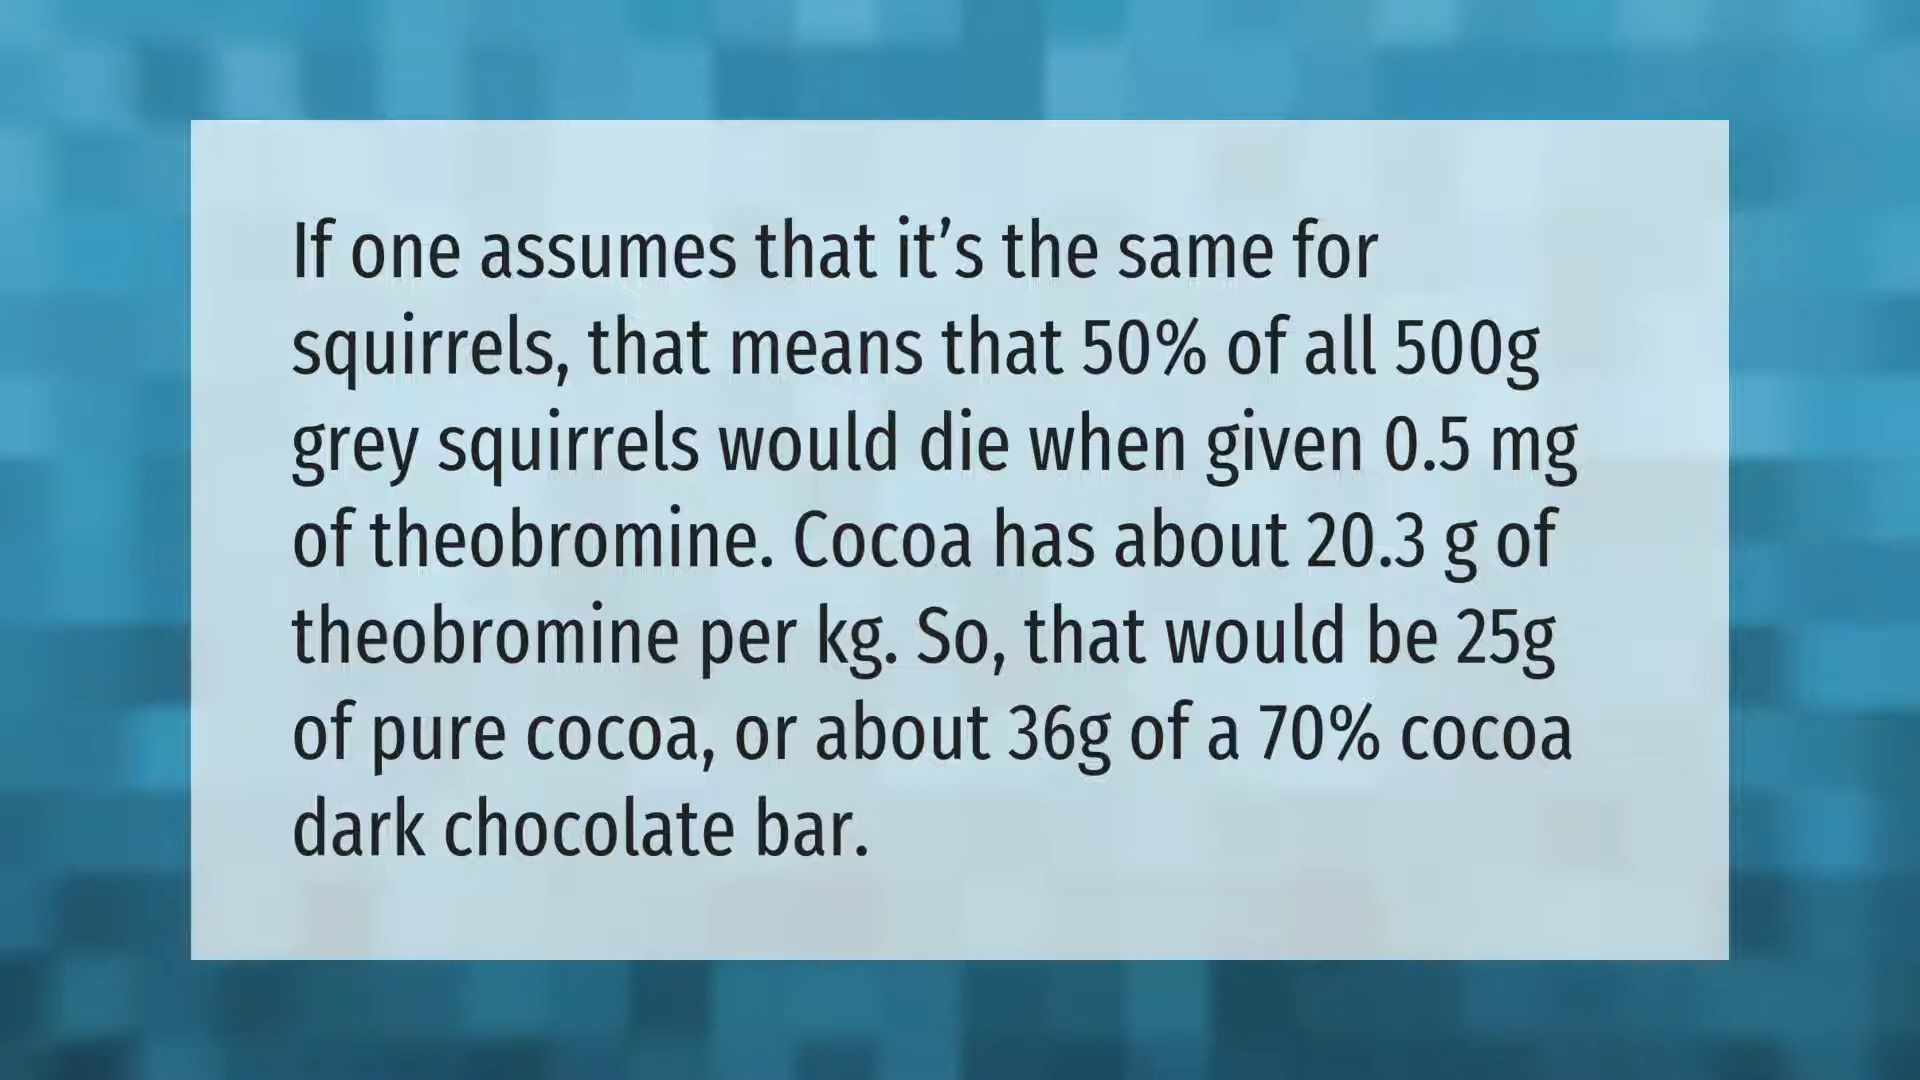 If one assumes that it’s the same for
squirrels, that means that 50% of all 500g
grey squirrels would die when given 0.5 mg
of theobromine. Cocoa has about 20.3 g of
theobromine per kg. So, that would be 25g
of pure cocoa, or about 36g of a 70% cocoa
dark chocolate bar.